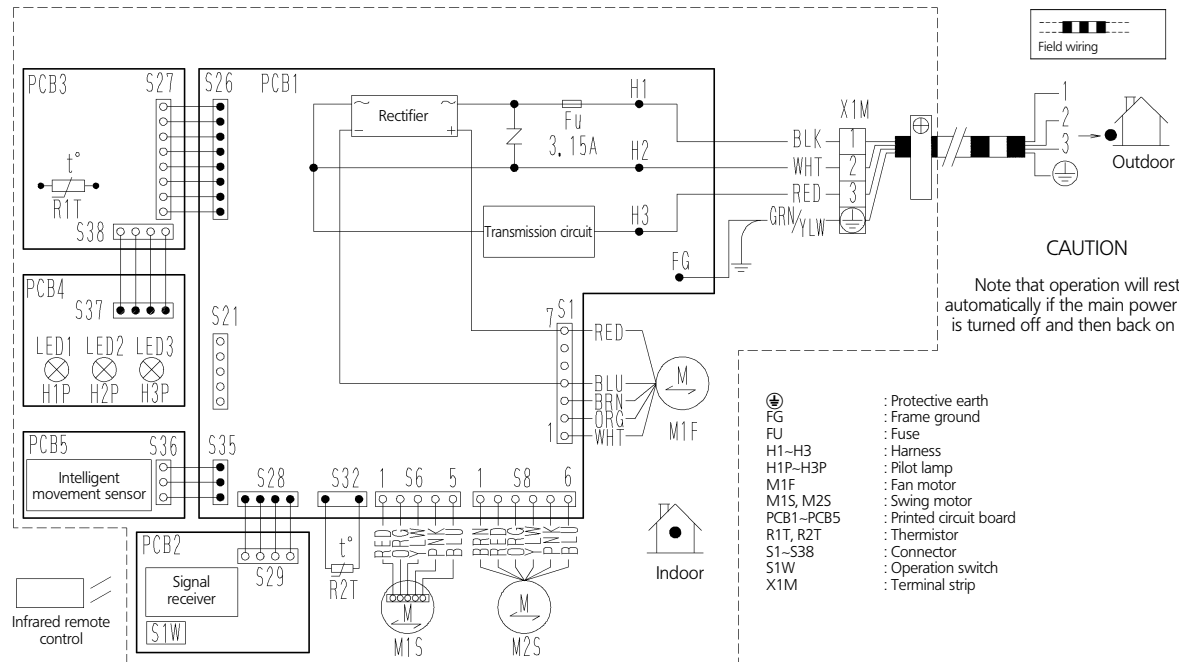 Field wiring
PCB3
S27
S26
PCB1
H1
X1M
1
2
3
Outdoor
Rectifier
~
~
−
+
Fu
3.15A
BLK
1
t°
R1T
H2
WHT
2
RED
3
S38
Transmission circuit
H3
GRN/YLW
FG
CAUTION
Note that operation will rest
automatically if the main power
is turned off and then back on
PCB4
S37
LED1 LED2 LED3
H1P H2P H3P
S21
S1
7
RED
BLU
BRN
ORG
WHT
1
M
M1F
: Protective earth
FG : Frame ground
FU : Fuse
H1~H3 : Harness
H1P~H3P : Pilot lamp
M1F : Fan motor
M1S, M2S : Swing motor
PCB1~PCB5 : Printed circuit board
R1T, R2T : Thermistor
S1~S38 : Connector
S1W : Operation switch
X1M : Terminal strip
PCB5
S36
S35
Intelligent
movement sensor
S28
S32
1 S6 5
1 S8 6
RED
ORG
YLW
PNK
BLU
BRN
RED
ORG
YLW
PNK
BLU
PCB2
S29
t°
R2T
Signal
receiver
S1W
M
M1S
M
M2S
Indoor
Infrared remote
control